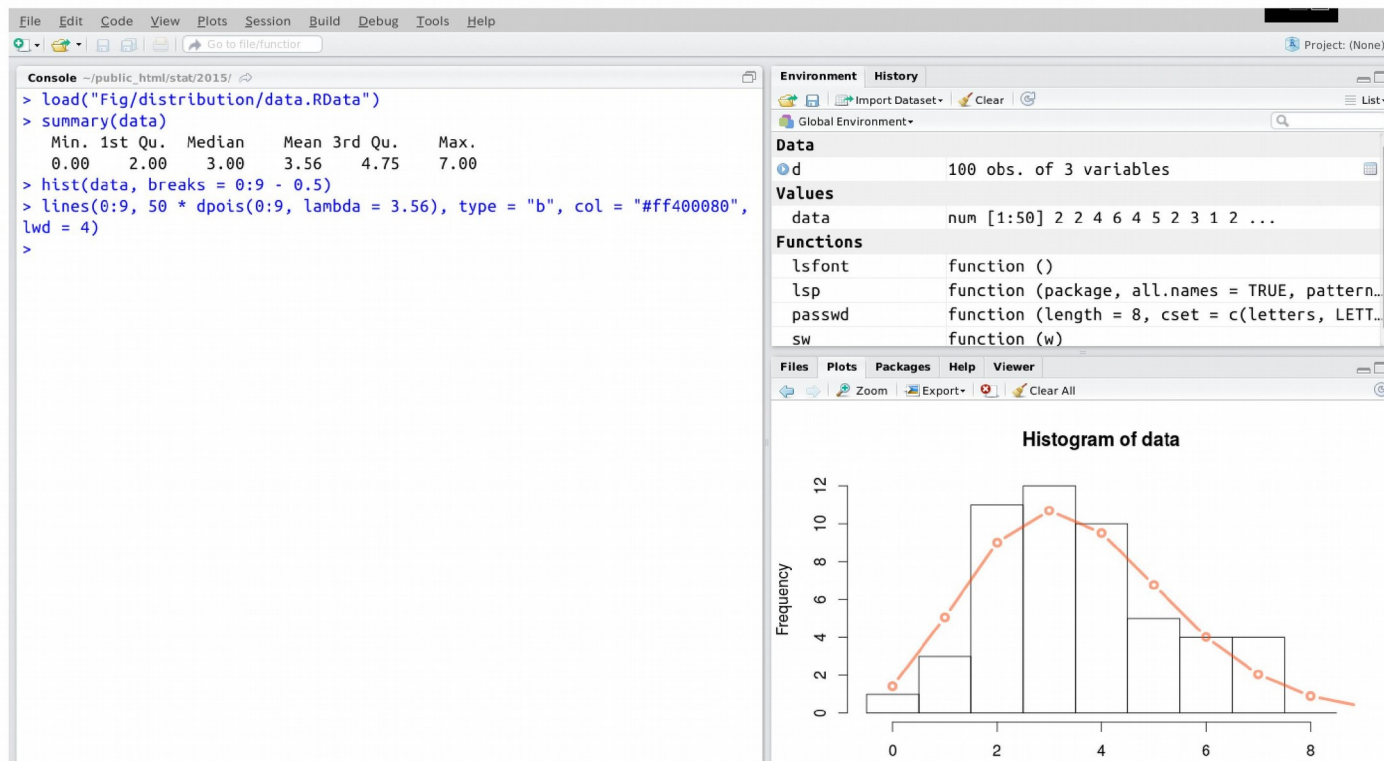 File Edit Code View Plots Session Build Debug Tools Help
Go to file/function
Project: (None)
Console ~/public_html/stat/2015/
> load("Fig/distribution/data.RData")
> summary(data)
Min. 1st Qu. Median Mean 3rd Qu. Max.
0.00 2.00 3.00 3.56 4.75 7.00
> hist(data, breaks = 0:9 - 0.5)
> lines(0:9, 50 * dpois(0:9, lambda = 3.56), type = "b", col = "#ff400080",
lwd = 4)
>
Environment History
Import Dataset Clear List
Global Environment
Data
d 100 obs. of 3 variables
Values
data num [1:50] 2 2 4 6 4 5 2 3 1 2 ...
Functions
lsfont function ()
lsp function (package, all.names = TRUE, pattern…
passwd function (length = 8, cset = c(letters, LETT…
sw function (w)
Files Plots Packages Help Viewer
Zoom Export Clear All
Histogram of data
Frequency
12
10
8
6
4
2
0
0 2 4 6 8